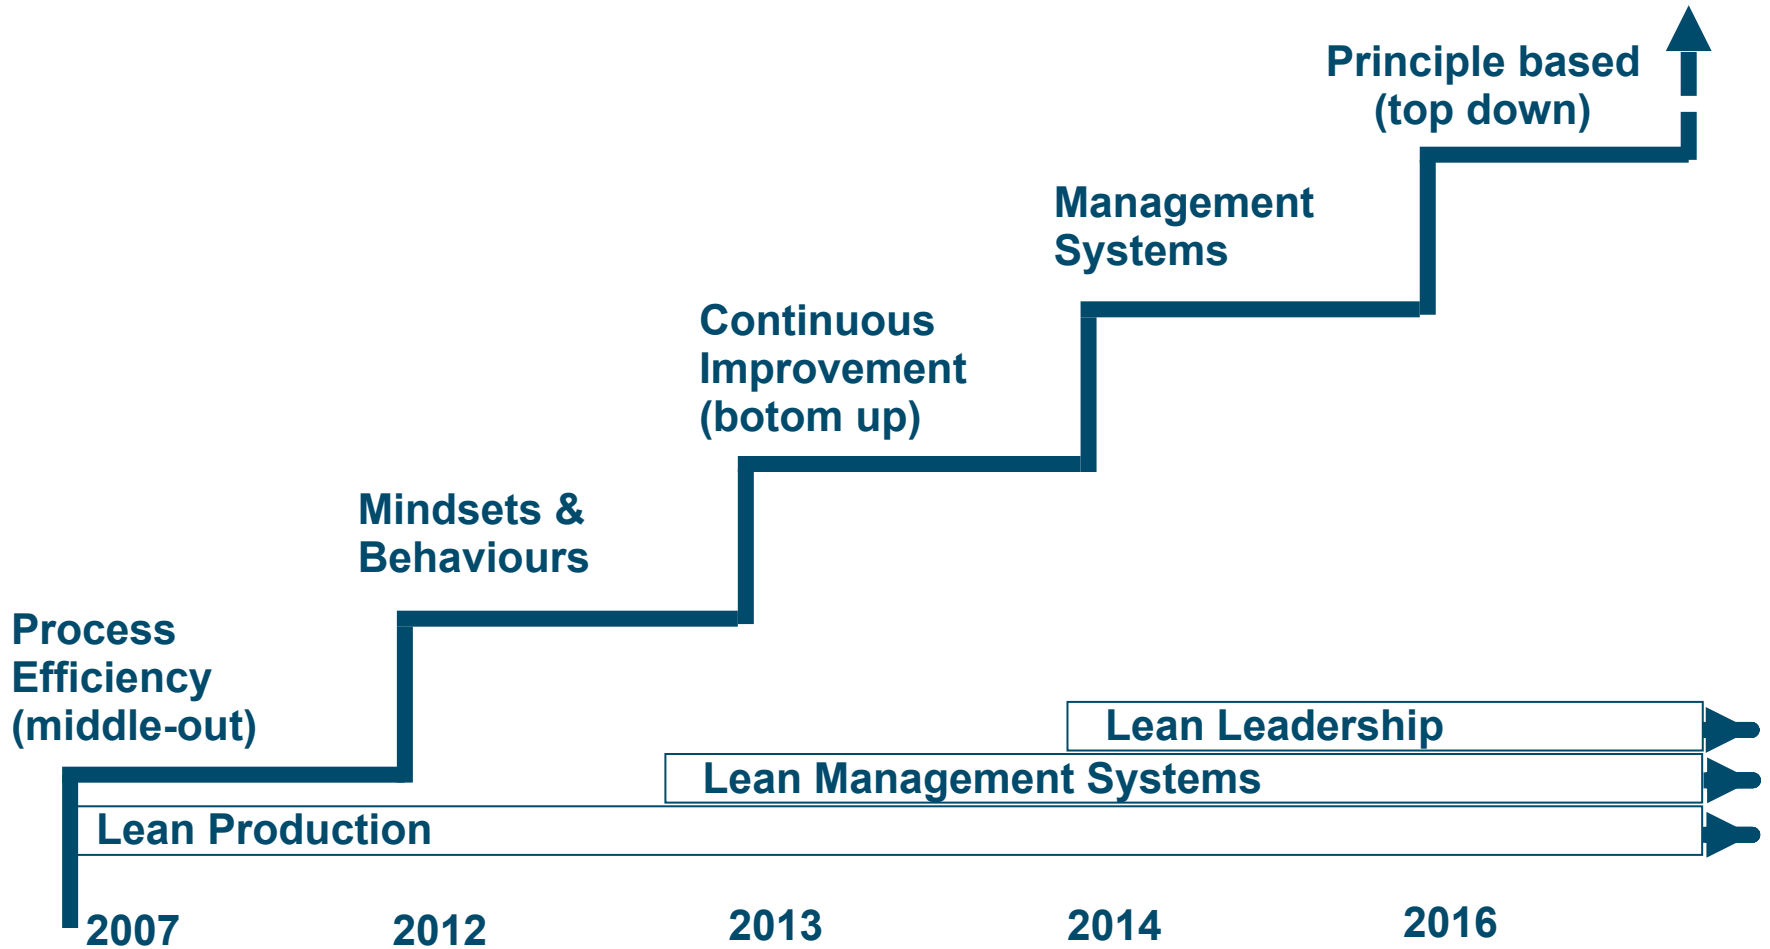 Principle based
(top down)
Management
Systems
Continuous
Improvement
(botom up)
Mindsets &
Behaviours
Process
Efficiency
(middle-out)
Lean Leadership
Lean Management Systems
Lean Production
2007
2012
2013
2014
2016